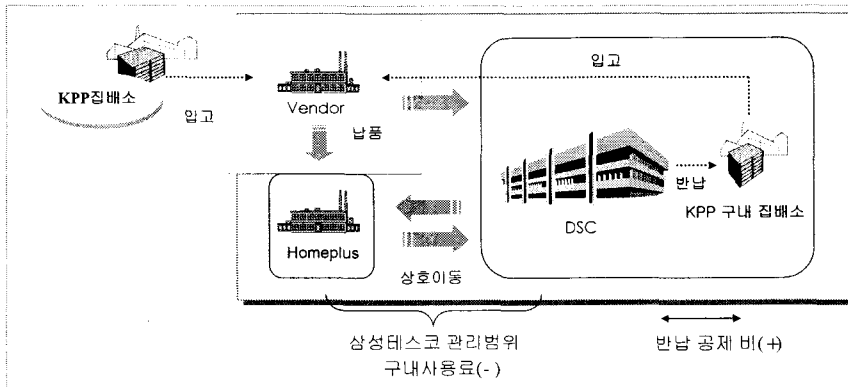 KPP집배소
입고
Vendor
납품
입고
DSC
반납
KPP 구내 집배소
Homeplus
상호이동
삼성테스코 관리범위
구내사용료(-)
반납 공제 비(+)